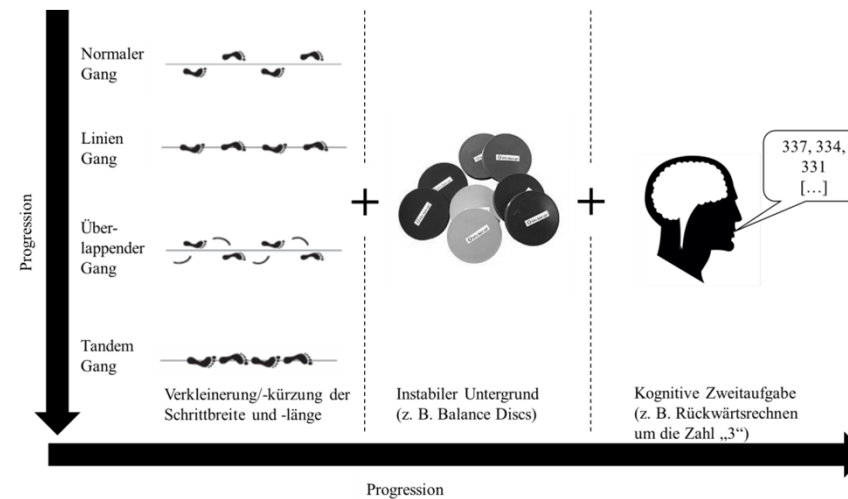 Normaler
Gang
Linien
Gang
Über-
lappender
Gang
Tandem
Gang
Progression
Verkleinerung/-kürzung der
Schrittbreite und -länge
Instabiler Untergrund
(z. B. Balance Discs)
337, 334,
331
[…]
Kognitive Zweitaufgabe
(z. B. Rückwärtsrechnen
um die Zahl „3“)
Progression